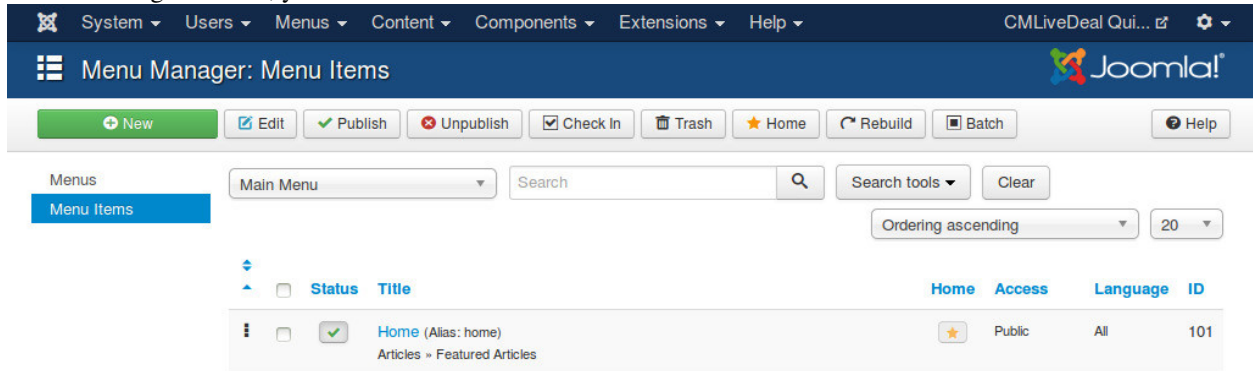 System Users Menus Content Components Extensions Help CMLiveDeal Qui...
Menu Manager: Menu Items Joomla!
New Edit Publish Unpublish Check In Trash Home Rebuild Batch Help
Menus Main Menu Search Search tools Clear
Menu Items
Ordering ascending 20
Status Title Home Access Language ID
Home (Alias: home) Public All 101
Articles » Featured Articles